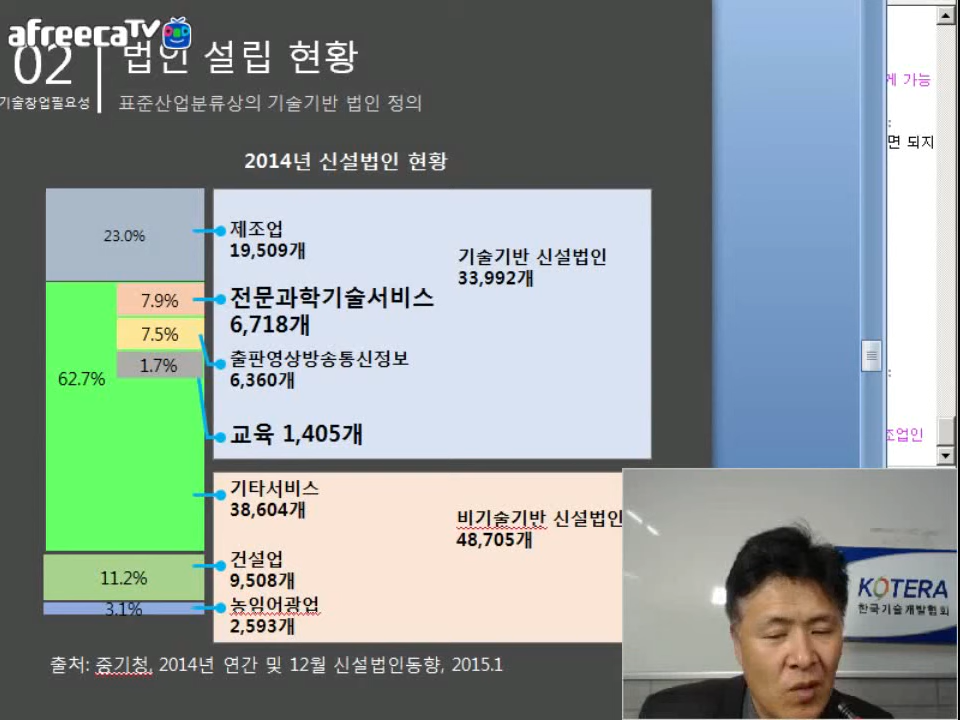 afreecaTV
02
법인 설립 현황
기술창업필요성
표준산업분류상의 기술기반 법인 정의
2014년 신설법인 현황
23.0%
제조업
19,509개
기술기반 신설법인
33,992개
7.9%
전문과학기술서비스
6,718개
7.5%
출판영상방송통신정보
6,360개
1.7%
62.7%
교육 1,405개
기타서비스
38,604개
비기술기반 신설법인
48,705개
건설업
9,508개
11.2%
농임어광업
2,593개
3.1%
출처: 중기청, 2014년 연간 및 12월 신설법인동향, 2015.1
게 가능
:
면 되지
:
조업인
KOTERA
한국기술개발협회